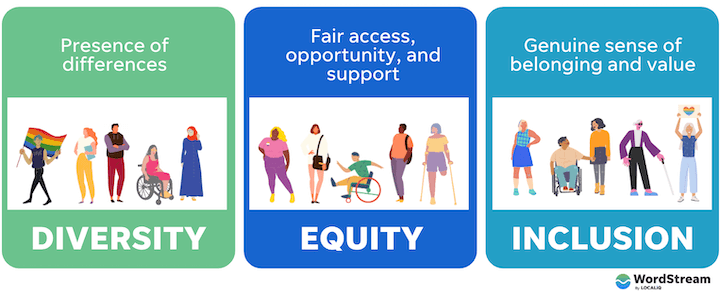 Presence of
differences
DIVERSITY
Fair access,
opportunity, and
support
EQUITY
Genuine sense of
belonging and value
INCLUSION
WordStream
by LOCALiQ